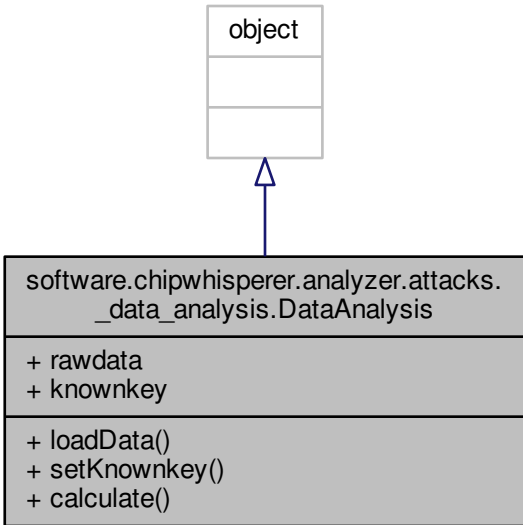 object
software.chipwhisperer.analyzer.attacks.
_data_analysis.DataAnalysis
+ rawdata
+ knownkey
+ loadData()
+ setKnownkey()
+ calculate()